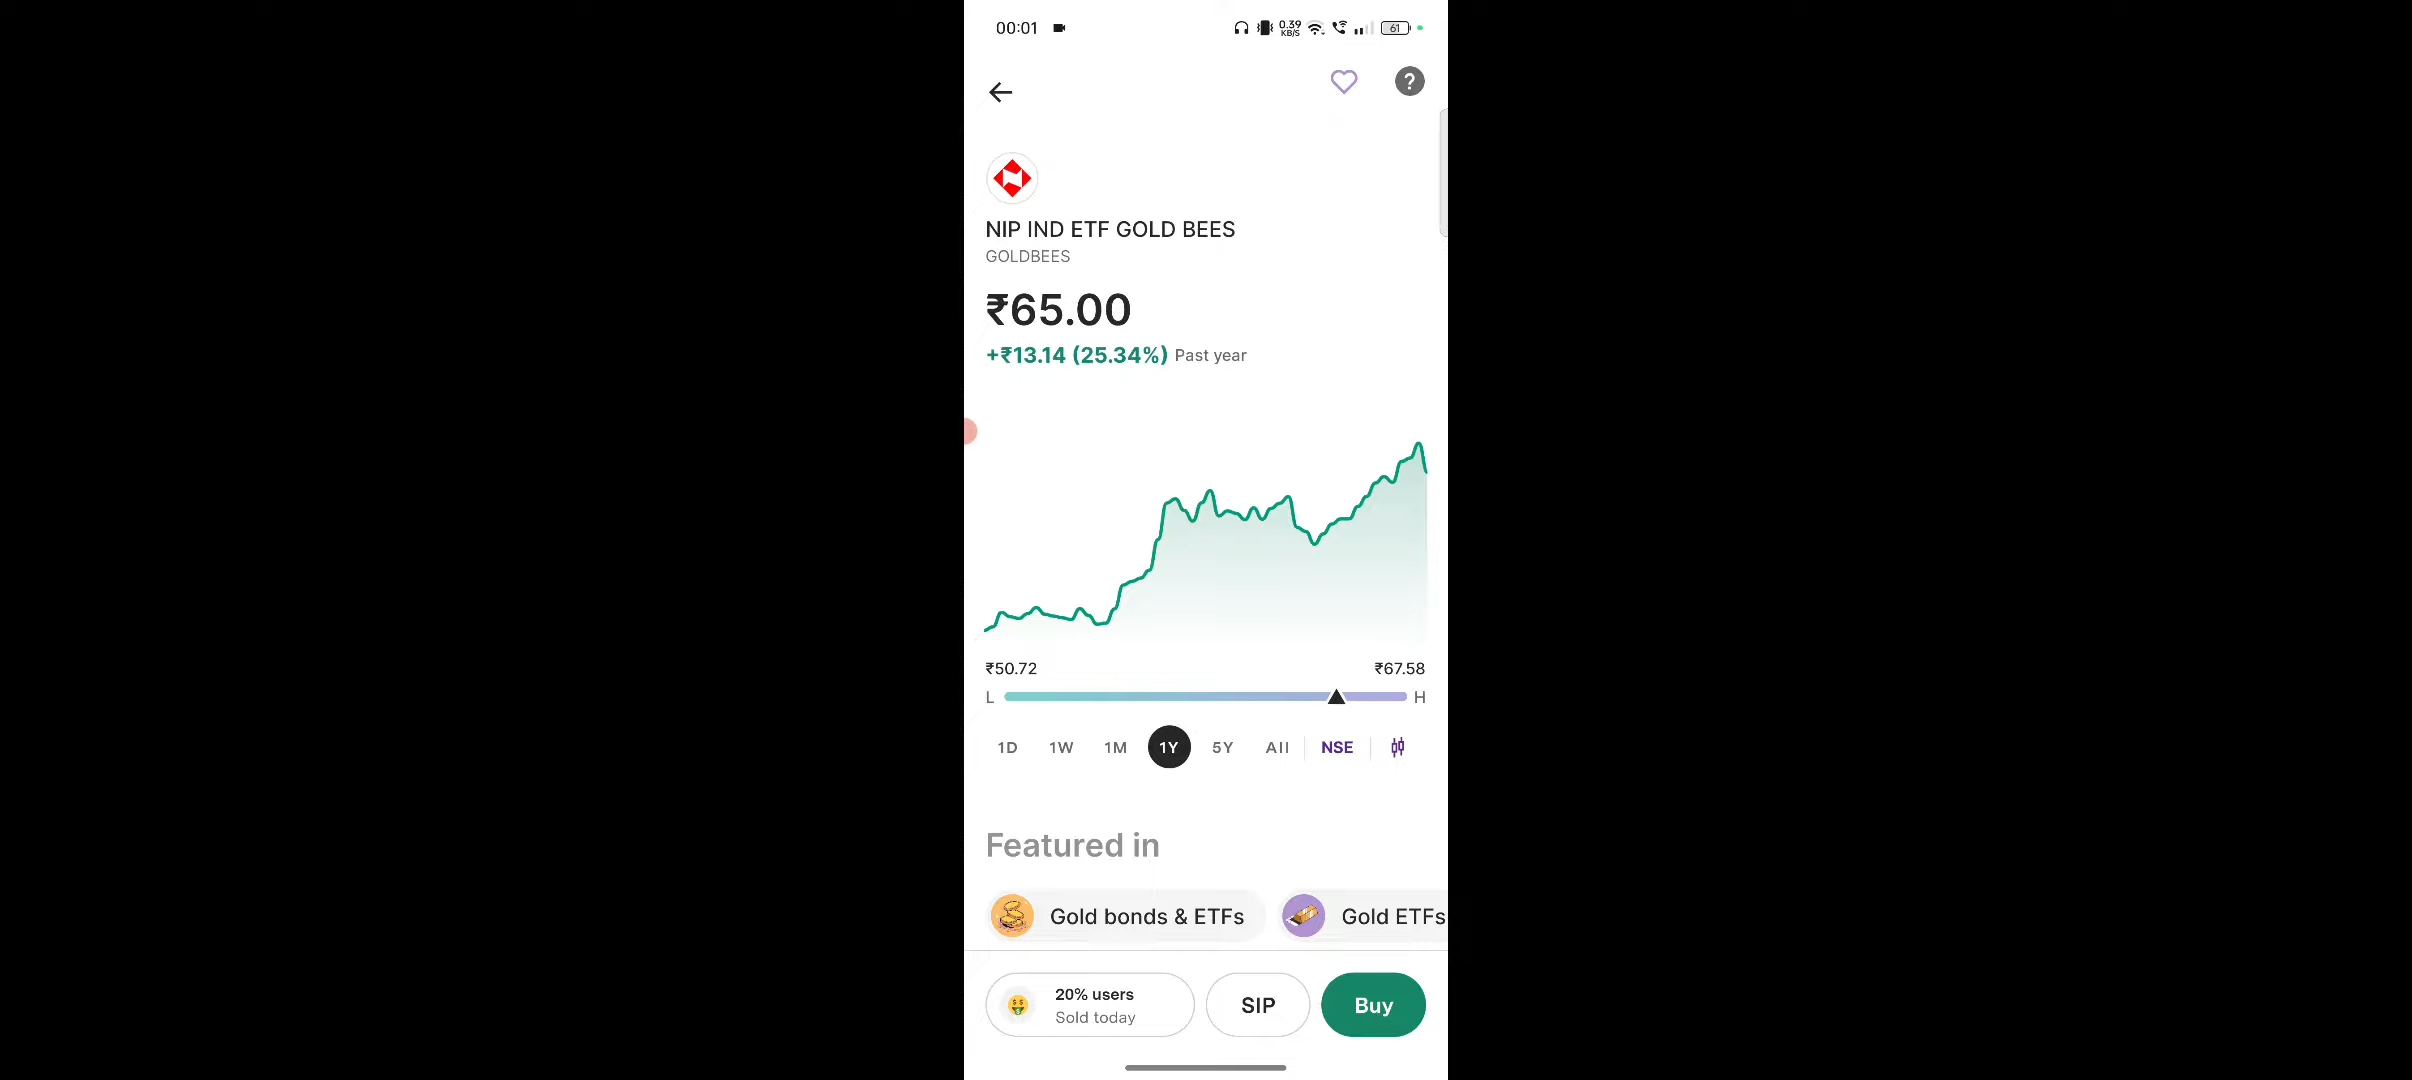 00:01
0.39
KB/S
61
?
NIP IND ETF GOLD BEES
GOLDBEES
₹65.00
+₹13.14 (25.34%) Past year
₹50.72 ₹67.58
L H
1D 1W 1M 1Y 5Y All NSE
Featured in
Gold bonds & ETFs Gold ETFs
20% users
Sold today
SIP
Buy